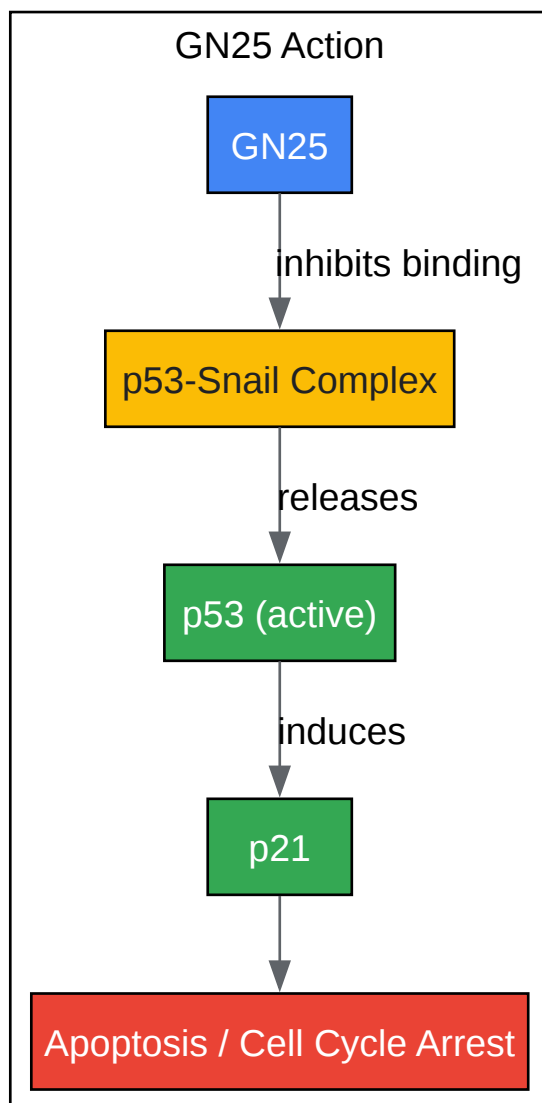 GN25 Action
GN25
inhibits binding
p53-Snail Complex
releases
p53 (active)
induces
p21
Apoptosis / Cell Cycle Arrest